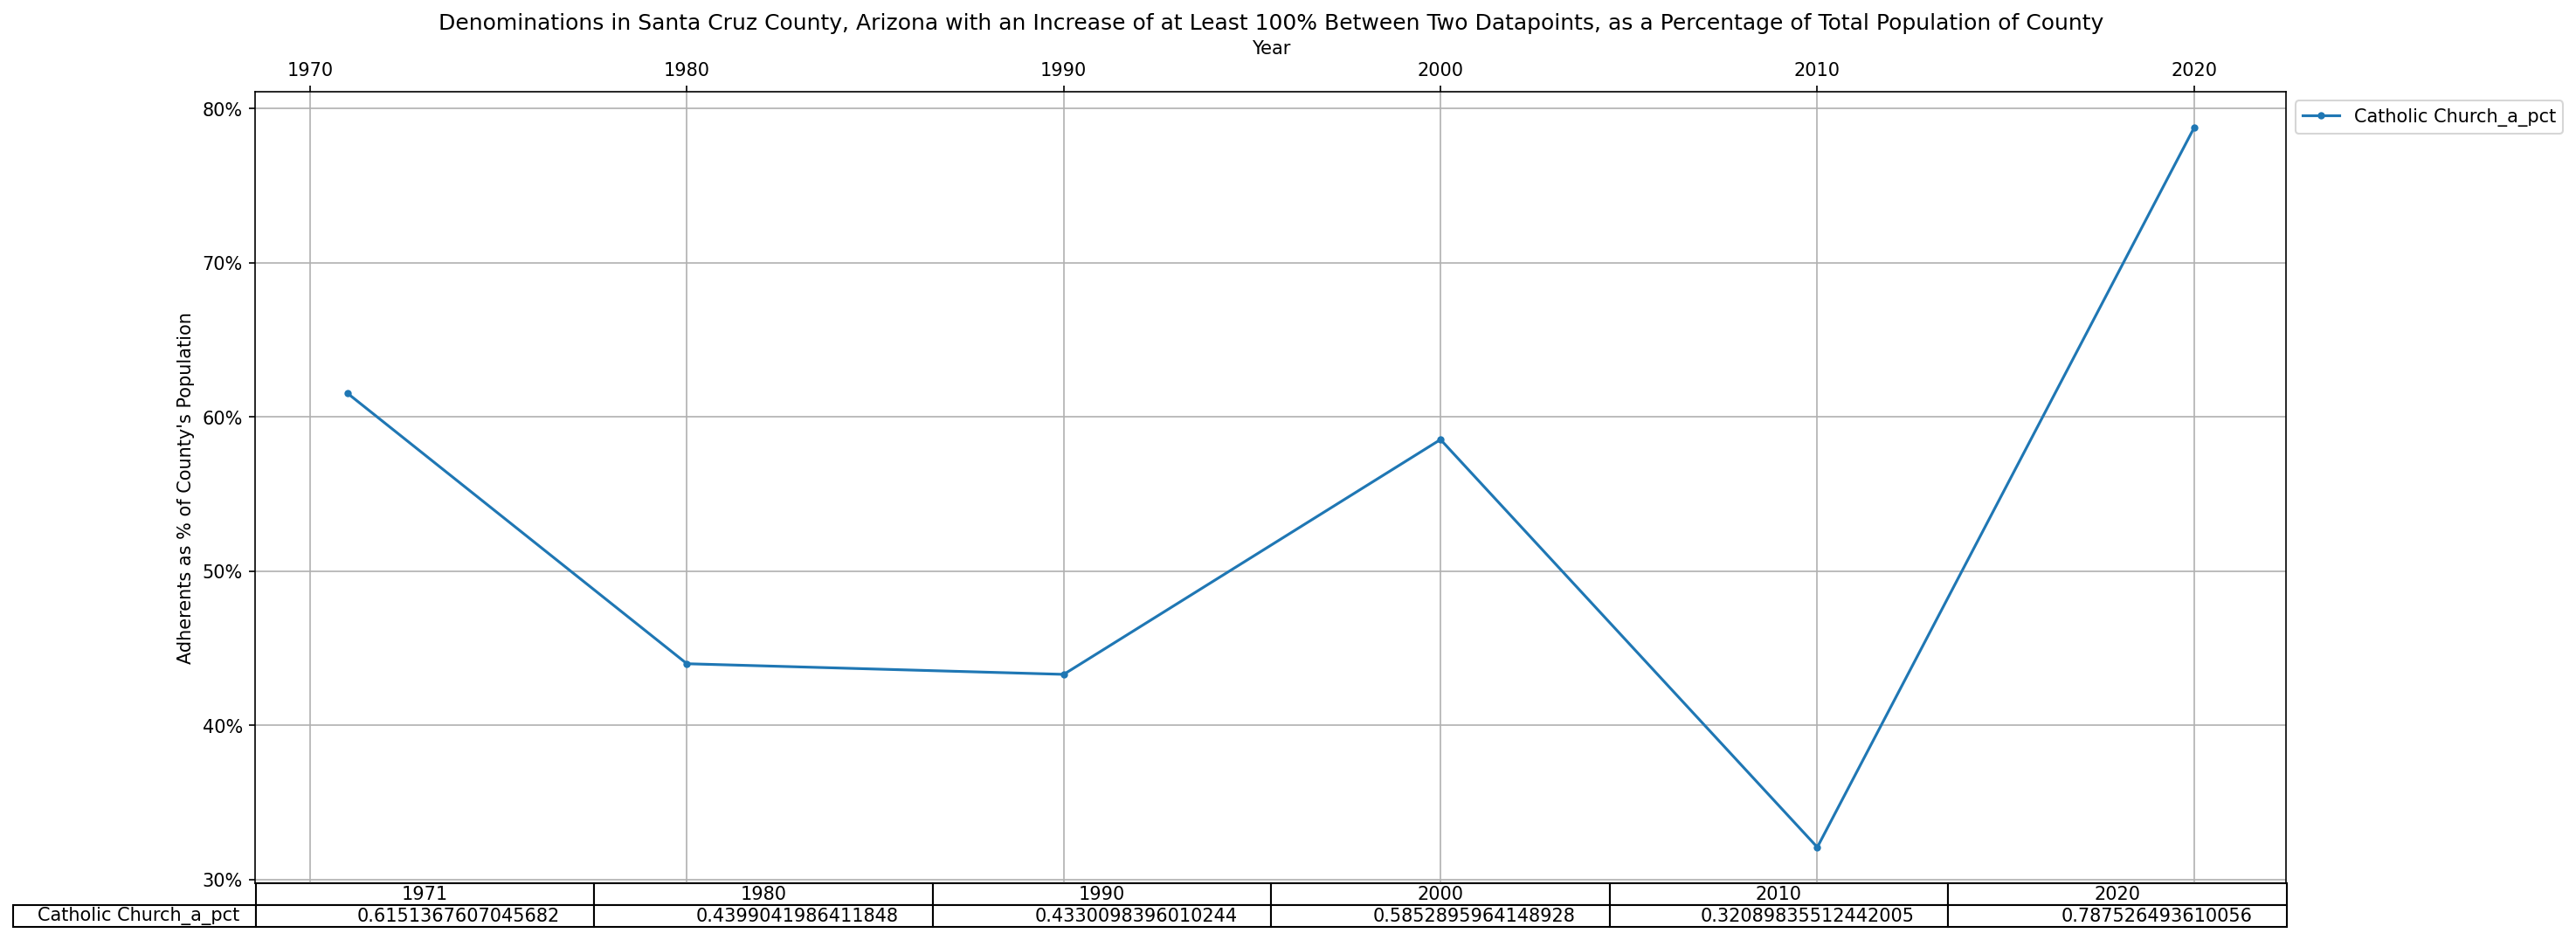 Denominations in Santa Cruz County, Arizona with an Increase of at Least 100% Between Two Datapoints, as a Percentage of Total Population of County
Year
1970 1980 1990 2000 2010 2020
80%
Catholic Church_a_pct
70%
60%
50%
40%
30%
Adherents as % of County's Population
1971 1980 1990 2000 2010 2020
Catholic Church_a_pct 0.6151367607045682 0.4399041986411848 0.4330098396010244 0.5852895964148928 0.32089835512442005 0.787526493610056